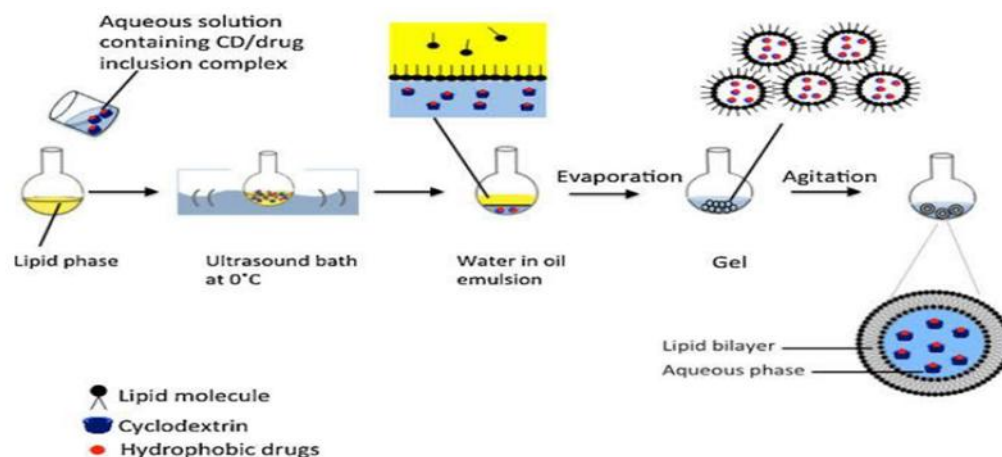 Aqueous solution
containing CD/drug
inclusion complex
Evaporation
Agitation
Lipid phase
Ultrasound bath
at 0˚C
Water in oil
emulsion
Gel
Lipid bilayer
Aqueous phase
Lipid molecule
Cyclodextrin
Hydrophobic drugs